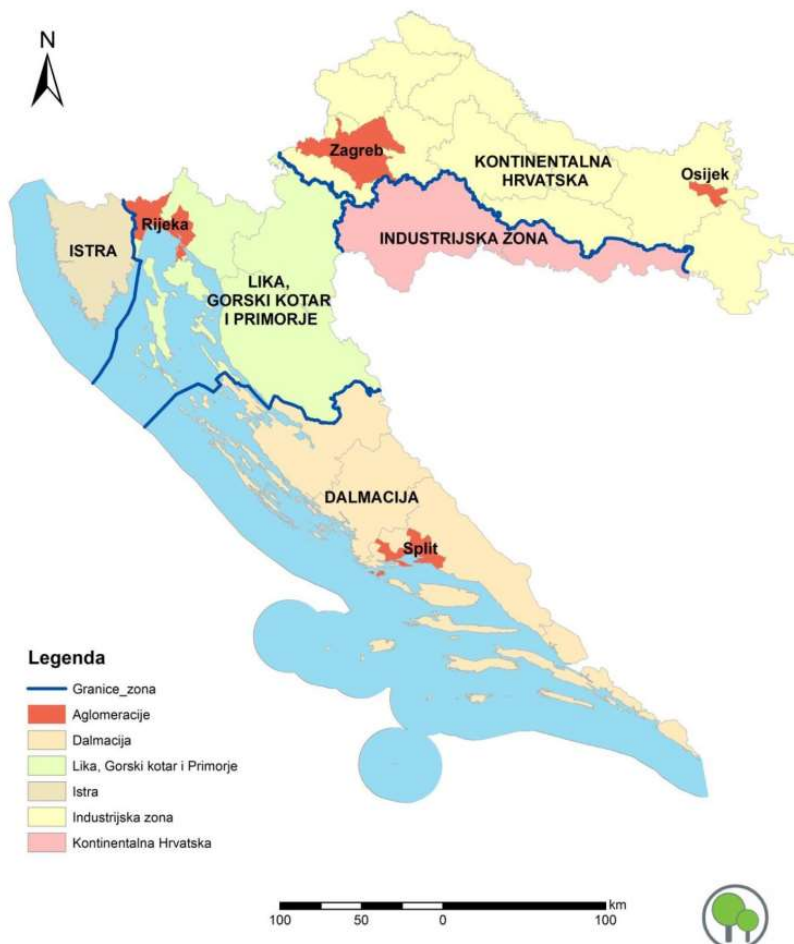 N
Zagreb
KONTINENTALNA
HRVATSKA
Osijek
Rijeka
ISTRA
INDUSTRIJSKA ZONA
LIKA,
GORSKI KOTAR
I PRIMORJE
DALMACIJA
Split
Legenda
Granice_zona
Aglomeracije
Dalmacija
Lika, Gorski kotar i Primorje
Istra
Industrijska zona
Kontinentalna Hrvatska
km
100 50 0 100